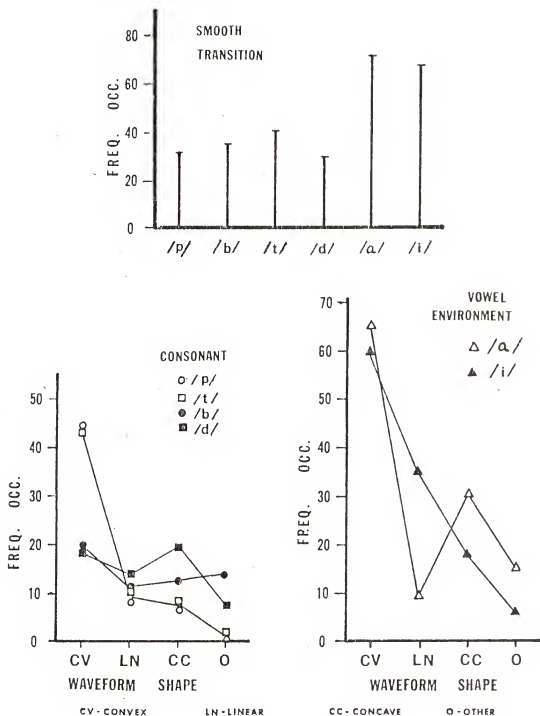 SMOOTH
TRANSITION
FREQ. OCC.
80
60
40
20
0
/p/ /b/ /t/ /d/ /a/ /i/
CONSONANT
/p/
/t/
/b/
/d/
FREQ. OCC.
50
40
30
20
10
0
CV LN CC O
WAVEFORM SHAPE
VOWEL
ENVIRONMENT
/a/
/i/
FREQ. OCC.
70
60
50
40
30
20
10
0
CV LN CC O
WAVEFORM SHAPE
CV - CONVEX LN - LINEAR CC - CONCAVE O - OTHER